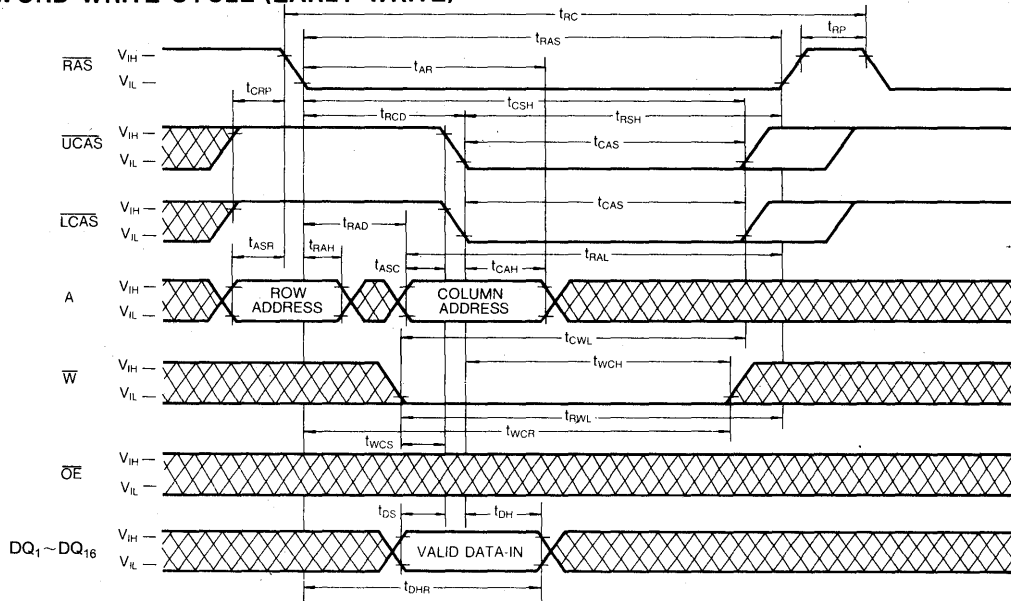 WORD WRITE CYCLE (EARLY WRITE)
tRC
tRAS
tRP
tAR
RAS
VIH
VIL
tCRP
tCSH
tRCD
tRSH
UCAS
VIH
VIL
tCAS
LCAS
VIH
VIL
tCAS
tRAD
tRAL
tASR
tRAH
tASC
tCAH
A
VIH
VIL
ROW ADDRESS
COLUMN ADDRESS
tCWL
W
VIH
VIL
tWCH
tRWL
tWCR
tWCS
OE
VIH
VIL
tDS
tDH
DQ1~DQ16
VIH
VIL
VALID DATA-IN
tDHR